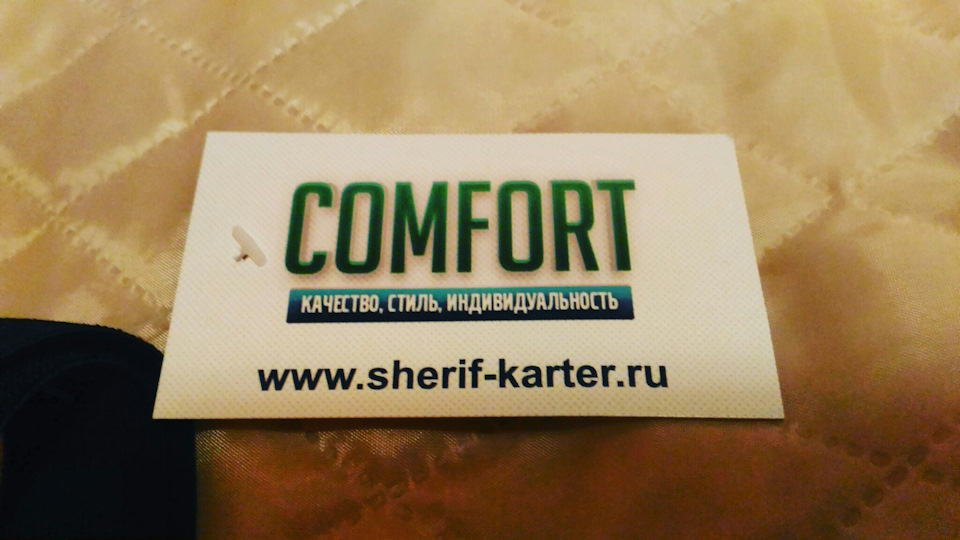 COMFORT
КАЧЕСТВО, СТИЛЬ, ИНДИВИДУАЛЬНОСТЬ
www.sherif-karter.ru